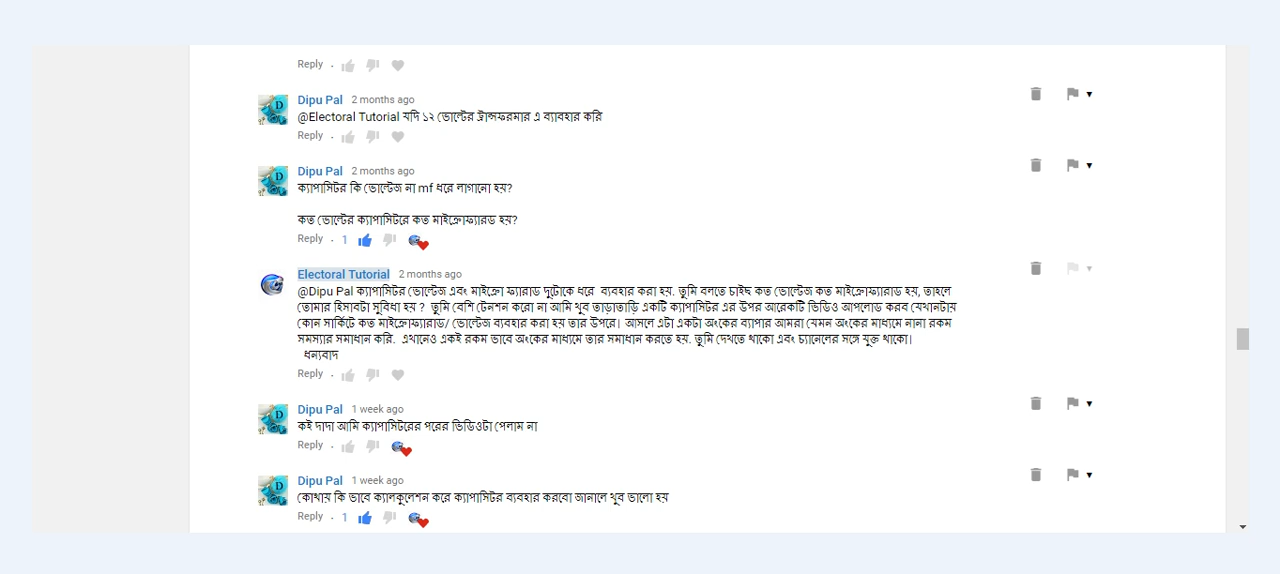 Reply
Dipu Pal 2 months ago
@Electoral Tutorial যদি ১২ ভোল্টের ট্রান্সফরমার এ ব্যাবহার করি
Reply
Dipu Pal 2 months ago
ক্যাপাসিটর কি ভোল্টেজ না mf ধরে লাগানো হয়?
কত ভোল্টের ক্যাপাসিটরে কত মাইক্রোফ্যারড হয়?
Reply 1
Electoral Tutorial 2 months ago
@Dipu Pal ক্যাপাসিটর ভোল্টেজ এবং মাইক্রো ফ্যারাড দুটোকে ধরে ব্যবহার করা হয়. তুমি বলতে চাইছ কত ভোল্টেজ কত মাইক্রোফ্যারাড হয়, তাহলে
তোমার হিসাবটা সুবিধা হয় ? তুমি বেশি টেনশন করো না আমি খুব তাড়াতাড়ি একটি ক্যাপাসিটর এর উপর আরেকটি ভিডিও আপলোড করব যেখানটায়
কোন সার্কিটে কত মাইক্রোফ্যারাড/ ভোল্টেজ ব্যবহার করা হয় তার উপরে। আসলে এটা একটা অংকের ব্যাপার আমরা যেমন অংকের মাধ্যমে নানা রকম
সমস্যার সমাধান করি. এখানেও একই রকম ভাবে অংকের মাধ্যমে তার সমাধান করতে হয়. তুমি দেখতে থাকো এবং চ্যানেলের সঙ্গে যুক্ত থাকো।
ধন্যবাদ
Reply
Dipu Pal 1 week ago
কই দাদা আমি ক্যাপাসিটরের পরের ভিডিওটা পেলাম না
Reply
Dipu Pal 1 week ago
কোথায় কি ভাবে ক্যালকুলেশন করে ক্যাপাসিটর ব্যবহার করবো জানালে খুব ভালো হয়
Reply 1